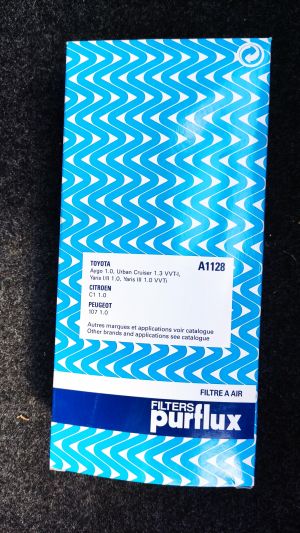 TOYOTA A1128
Aygo 1.0, Urban Cruiser 1.3 VVT-I,
Yaris I/II 1.0, Yaris III 1.0 VVTi
CITROEN
C1 1.0
PEUGEOT
107 1.0
Autres marques et applications voir catalogue
Other brands and applications see catalogue
FILTRE A AIR
FILTERS
purflux